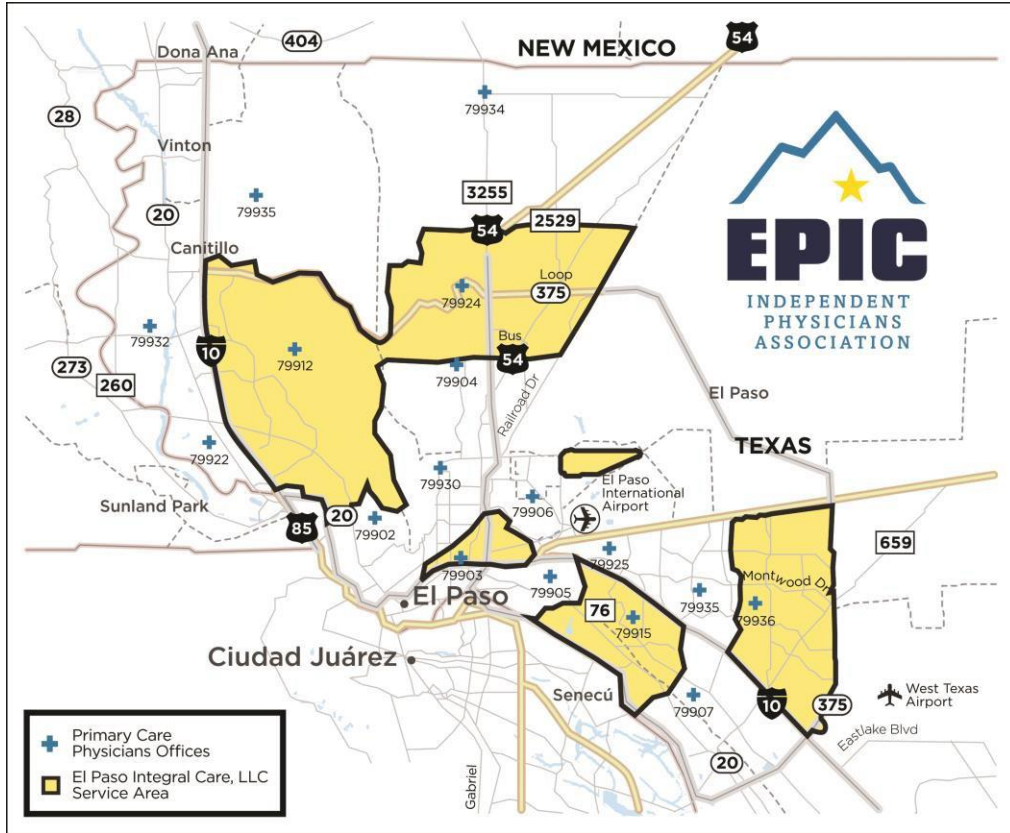 404
54
NEW MEXICO
Dona Ana
79934
28
Vinton
3255
20
79935
54
2529
Canitillo
EPIC
INDEPENDENT
PHYSICIANS
ASSOCIATION
Loop
375
79924
79932
Bus
54
10
79912
273
260
79904
Railroad Dr
El Paso
79922
TEXAS
79930
El Paso
International
Airport
Sunland Park
79906
20
85
79902
659
79925
79903
79905
Montwood Dr
El Paso
79935
79936
76
79915
Ciudad Juárez
Senecú
79907
10
375
West Texas
Airport
Eastlake Blvd
20
Gabriel
Primary Care
Physicians Offices
El Paso Integral Care, LLC
Service Area